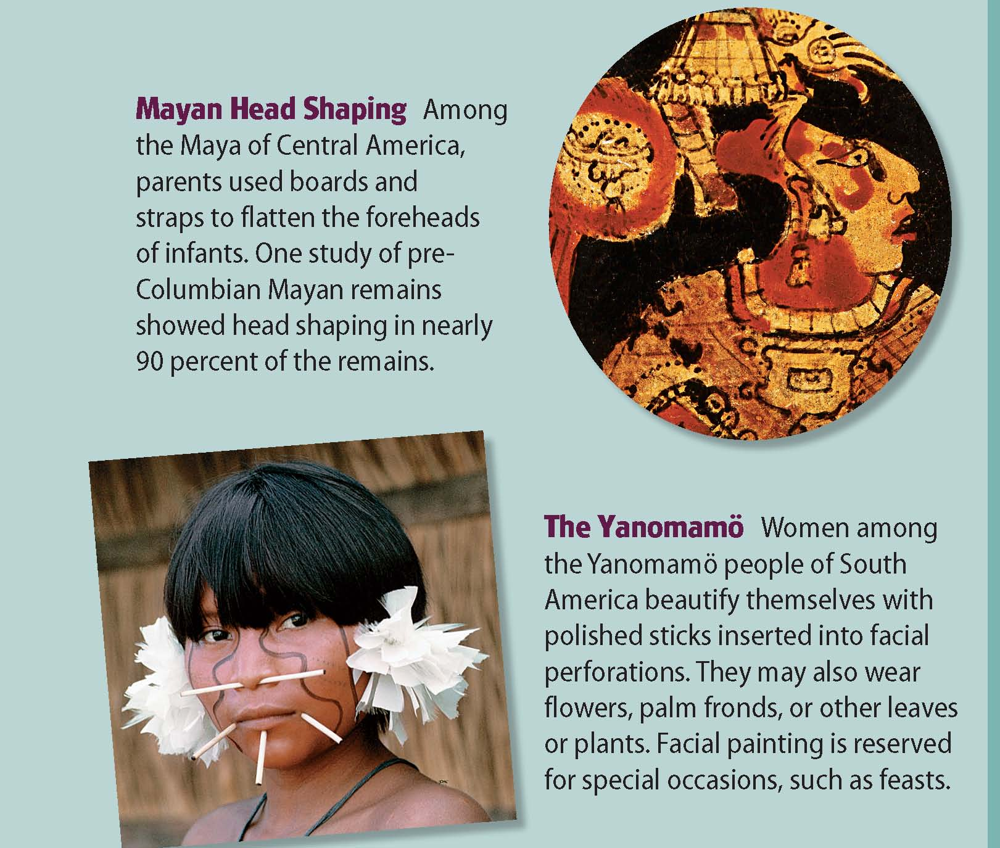 Mayan Head Shaping Among
the Maya of Central America,
parents used boards and
straps to flatten the foreheads
of infants. One study of pre-
Columbian Mayan remains
showed head shaping in nearly
90 percent of the remains.
The Yanomamö Women among
the Yanomamö people of South
America beautify themselves with
polished sticks inserted into facial
perforations. They may also wear
flowers, palm fronds, or other leaves
or plants. Facial painting is reserved
for special occasions, such as feasts.